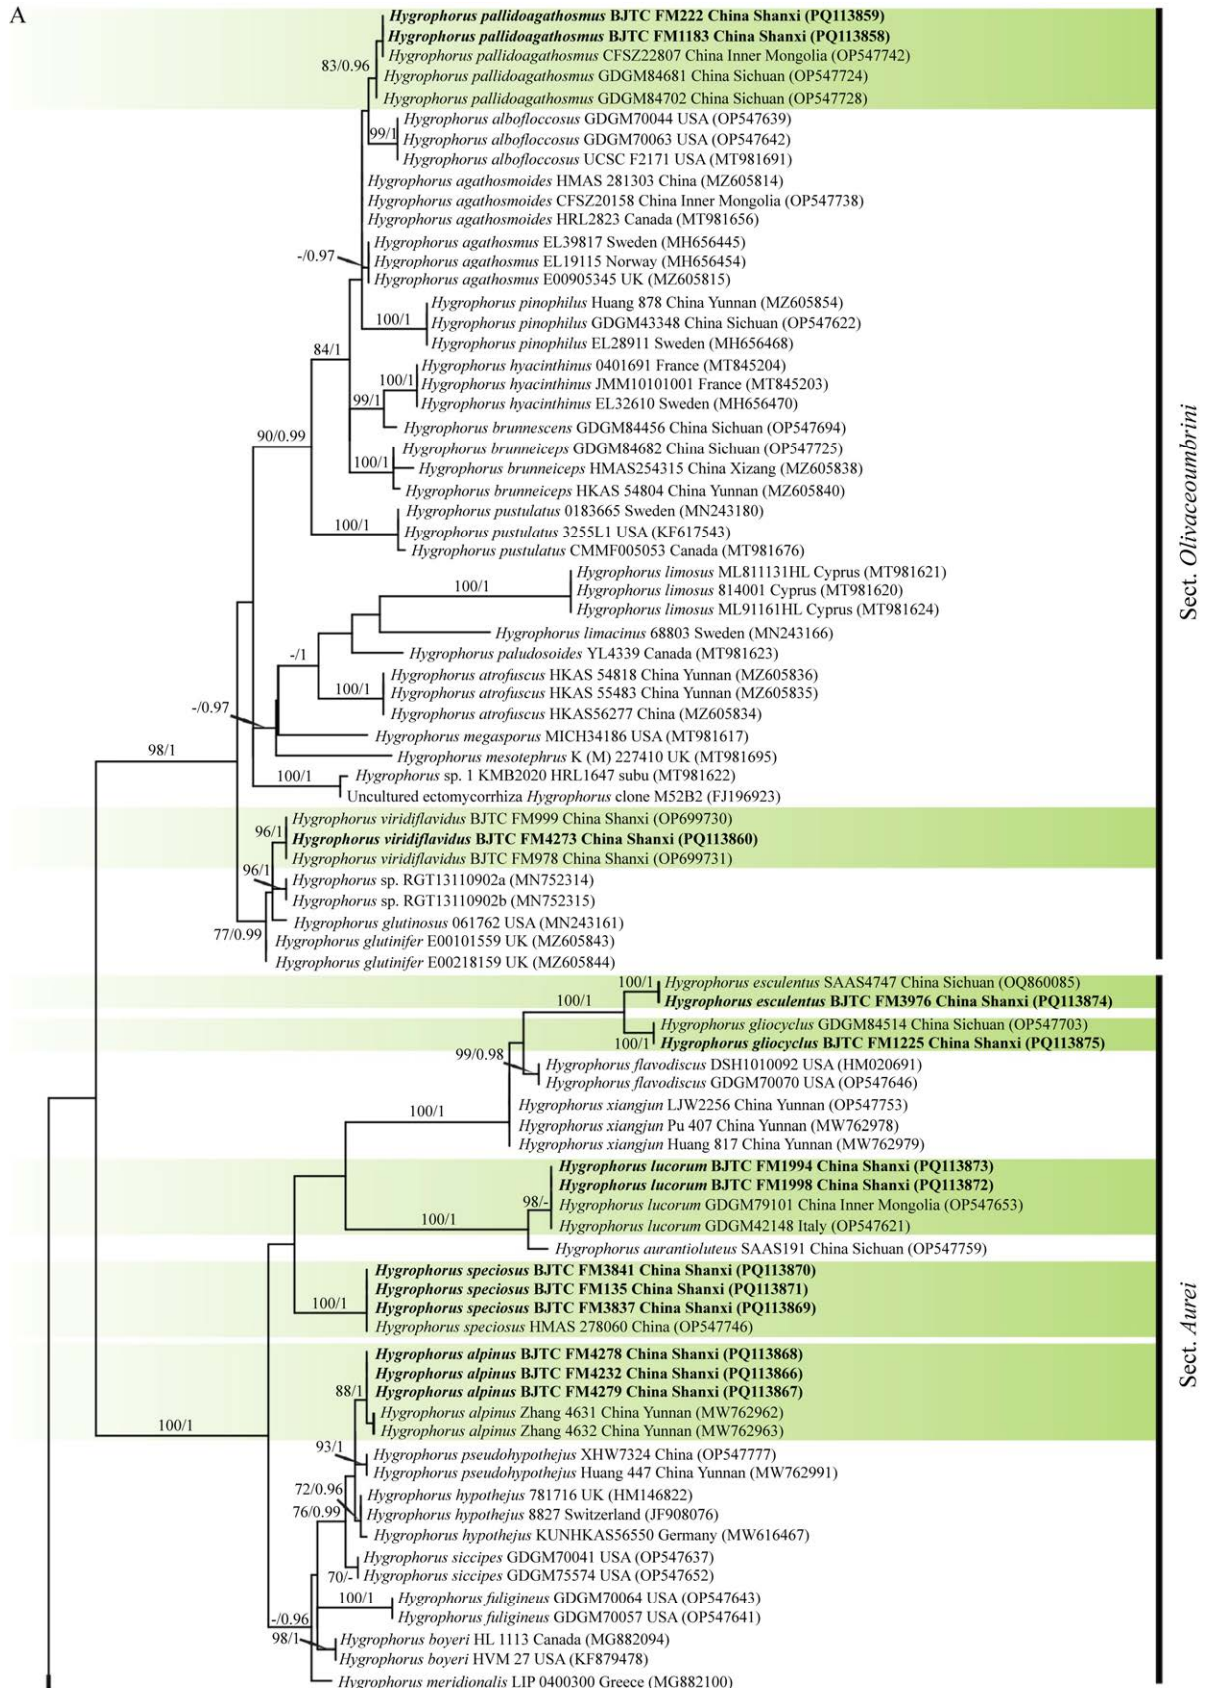 A
Hygrophorus pallidoagathosmus BJTC FM222 China Shanxi (PQ113859)
Hygrophorus pallidoagathosmus BJTC FM1183 China Shanxi (PQ113858)
Hygrophorus pallidoagathosmus CFSZ22807 China Inner Mongolia (OP547742)
83/0.96
Hygrophorus pallidoagathosmus GDGM84681 China Sichuan (OP547724)
Hygrophorus pallidoagathosmus GDGM84702 China Sichuan (OP547728)
Hygrophorus albofloccosus GDGM70044 USA (OP547639)
99/1
Hygrophorus albofloccosus GDGM70063 USA (OP547642)
Hygrophorus albofloccosus UCSC F2171 USA (MT981691)
Hygrophorus agathosmoides HMAS 281303 China (MZ605814)
Hygrophorus agathosmoides CFSZ20158 China Inner Mongolia (OP547738)
Hygrophorus agathosmoides HRL2823 Canada (MT981656)
Hygrophorus agathosmus EL39817 Sweden (MH656445)
-/0.97
Hygrophorus agathosmus EL19115 Norway (MH656454)
Hygrophorus agathosmus E00905345 UK (MZ605815)
Hygrophorus pinophilus Huang 878 China Yunnan (MZ605854)
100/1
Hygrophorus pinophilus GDGM43348 China Sichuan (OP547622)
Hygrophorus pinophilus EL28911 Sweden (MH656468)
84/1
Hygrophorus hyacinthinus 0401691 France (MT845204)
100/1
Hygrophorus hyacinthinus JMM10101001 France (MT845203)
99/1
Hygrophorus hyacinthinus EL32610 Sweden (MH656470)
Hygrophorus brunnescens GDGM84456 China Sichuan (OP547694)
90/0.99
Hygrophorus brunneiceps GDGM84682 China Sichuan (OP547725)
100/1
Hygrophorus brunneiceps HMAS254315 China Xizang (MZ605838)
Hygrophorus brunneiceps HKAS 54804 China Yunnan (MZ605840)
Hygrophorus pustulatus 0183665 Sweden (MN243180)
100/1
Hygrophorus pustulatus 3255L1 USA (KF617543)
Hygrophorus pustulatus CMMF005053 Canada (MT981676)
Hygrophorus limosus ML811131HL Cyprus (MT981621)
100/1
Hygrophorus limosus 814001 Cyprus (MT981620)
Hygrophorus limosus ML91161HL Cyprus (MT981624)
Hygrophorus limacinus 68803 Sweden (MN243166)
-/1
Hygrophorus paludosoides YL4339 Canada (MT981623)
Hygrophorus atrofuscus HKAS 54818 China Yunnan (MZ605836)
100/1
Hygrophorus atrofuscus HKAS 55483 China Yunnan (MZ605835)
-/0.97
Hygrophorus atrofuscus HKAS56277 China (MZ605834)
Hygrophorus megasporus MICH34186 USA (MT981617)
98/1
Hygrophorus mesotephrus K (M) 227410 UK (MT981695)
100/1
Hygrophorus sp. 1 KMB2020 HRL1647 subu (MT981622)
Uncultured ectomycorrhiza Hygrophorus clone M52B2 (FJ196923)
Hygrophorus viridiflavidus BJTC FM999 China Shanxi (OP699730)
96/1
Hygrophorus viridiflavidus BJTC FM4273 China Shanxi (PQ113860)
Hygrophorus viridiflavidus BJTC FM978 China Shanxi (OP699731)
96/1
Hygrophorus sp. RGT13110902a (MN752314)
Hygrophorus sp. RGT13110902b (MN752315)
Hygrophorus glutinosus 061762 USA (MN243161)
77/0.99
Hygrophorus glutinifer E00101559 UK (MZ605843)
Hygrophorus glutinifer E00218159 UK (MZ605844)
Sect. Olivaceoumbrini
100/1
Hygrophorus esculentus SAAS4747 China Sichuan (OQ860085)
100/1
Hygrophorus esculentus BJTC FM3976 China Shanxi (PQ113874)
Hygrophorus gliocyclus GDGM84514 China Sichuan (OP547703)
100/1
Hygrophorus gliocyclus BJTC FM1225 China Shanxi (PQ113875)
99/0.98
Hygrophorus flavodiscus DSH1010092 USA (HM020691)
Hygrophorus flavodiscus GDGM70070 USA (OP547646)
100/1
Hygrophorus xiangjun LJW2256 China Yunnan (OP547753)
Hygrophorus xiangjun Pu 407 China Yunnan (MW762978)
Hygrophorus xiangjun Huang 817 China Yunnan (MW762979)
Hygrophorus lucorum BJTC FM1994 China Shanxi (PQ113873)
Hygrophorus lucorum BJTC FM1998 China Shanxi (PQ113872)
98/-
Hygrophorus lucorum GDGM79101 China Inner Mongolia (OP547653)
100/1
Hygrophorus lucorum GDGM42148 Italy (OP547621)
Hygrophorus aurantioluteus SAAS191 China Sichuan (OP547759)
Hygrophorus speciosus BJTC FM3841 China Shanxi (PQ113870)
Hygrophorus speciosus BJTC FM135 China Shanxi (PQ113871)
100/1
Hygrophorus speciosus BJTC FM3837 China Shanxi (PQ113869)
Hygrophorus speciosus HMAS 278060 China (OP547746)
Hygrophorus alpinus BJTC FM4278 China Shanxi (PQ113868)
Hygrophorus alpinus BJTC FM4232 China Shanxi (PQ113866)
88/1
Hygrophorus alpinus BJTC FM4279 China Shanxi (PQ113867)
Hygrophorus alpinus Zhang 4631 China Yunnan (MW762962)
100/1
Hygrophorus alpinus Zhang 4632 China Yunnan (MW762963)
93/1
Hygrophorus pseudohypothejus XHW7324 China (OP547777)
Hygrophorus pseudohypothejus Huang 447 China Yunnan (MW762991)
72/0.96
Hygrophorus hypothejus 781716 UK (HM146822)
76/0.99
Hygrophorus hypothejus 8827 Switzerland (JF908076)
Hygrophorus hypothejus KUNHKAS56550 Germany (MW616467)
Hygrophorus siccipes GDGM70041 USA (OP547637)
70/-
Hygrophorus siccipes GDGM75574 USA (OP547652)
100/1
Hygrophorus fuligineus GDGM70064 USA (OP547643)
-/0.96
Hygrophorus fuligineus GDGM70057 USA (OP547641)
98/1
Hygrophorus boyeri HL 1113 Canada (MG882094)
Hygrophorus boyeri HVM 27 USA (KF879478)
Hygrophorus meridionalis LIP 0400300 Greece (MG882100)
Sect. Aurei